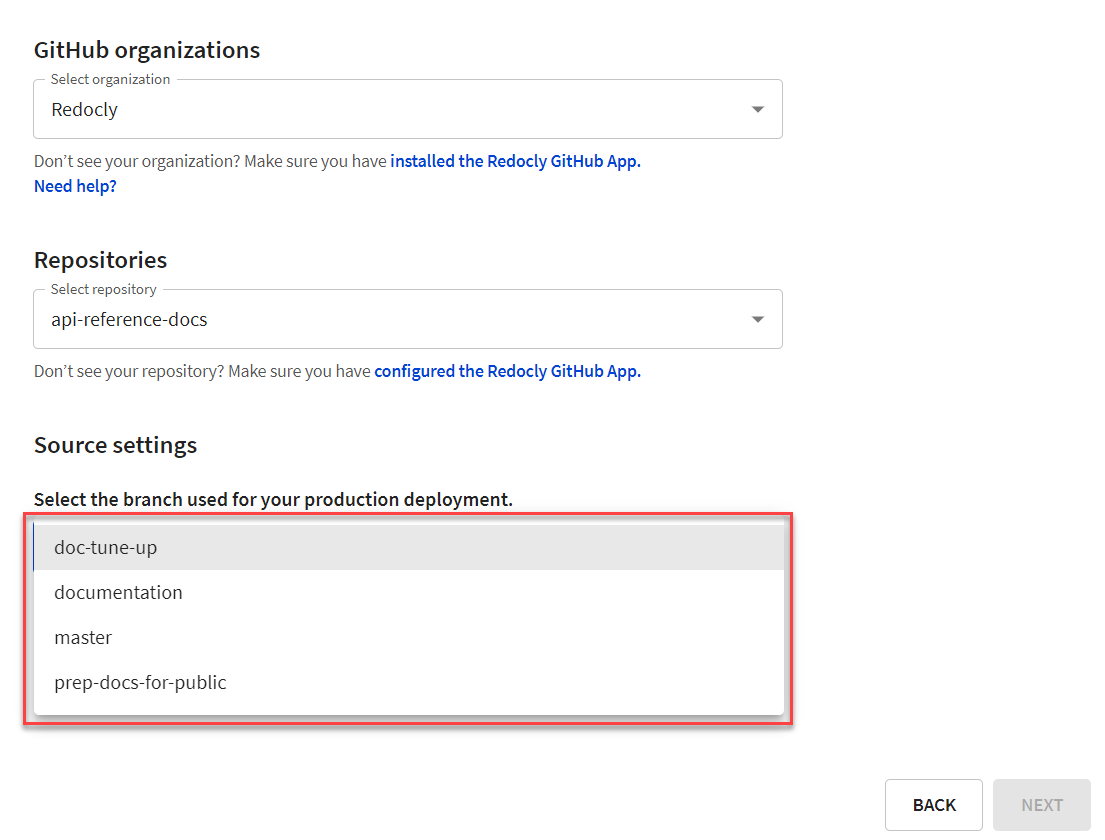 GitHub organizations
Select organization
Redocly
Don’t see your organization? Make sure you have installed the Redocly GitHub App.
Need help?
Repositories
Select repository
api-reference-docs
Don’t see your repository? Make sure you have configured the Redocly GitHub App.
Source settings
Select the branch used for your production deployment.
doc-tune-up
documentation
master
prep-docs-for-public
BACK NEXT